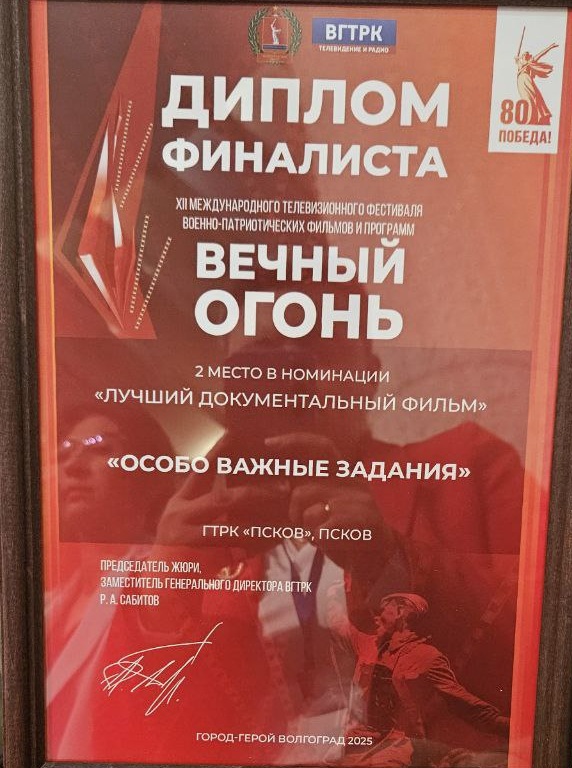 ВГТРК
ТЕЛЕВИДЕНИЕ И РАДИО
80
ПОБЕДА!
ДИПЛОМ
ФИНАЛИСТА
XII МЕЖДУНАРОДНОГО ТЕЛЕВИЗИОННОГО ФЕСТИВАЛЯ
ВОЕННО-ПАТРИОТИЧЕСКИХ ФИЛЬМОВ И ПРОГРАММ
ВЕЧНЫЙ
ОГОНЬ
2 МЕСТО В НОМИНАЦИИ
«ЛУЧШИЙ ДОКУМЕНТАЛЬНЫЙ ФИЛЬМ»
«ОСОБО ВАЖНЫЕ ЗАДАНИЯ»
ГТРК «ПСКОВ», ПСКОВ
ПРЕДСЕДАТЕЛЬ ЖЮРИ,
ЗАМЕСТИТЕЛЬ ГЕНЕРАЛЬНОГО ДИРЕКТОРА ВГТРК
Р. А. САБИТОВ
ГОРОД-ГЕРОЙ ВОЛГОГРАД 2025